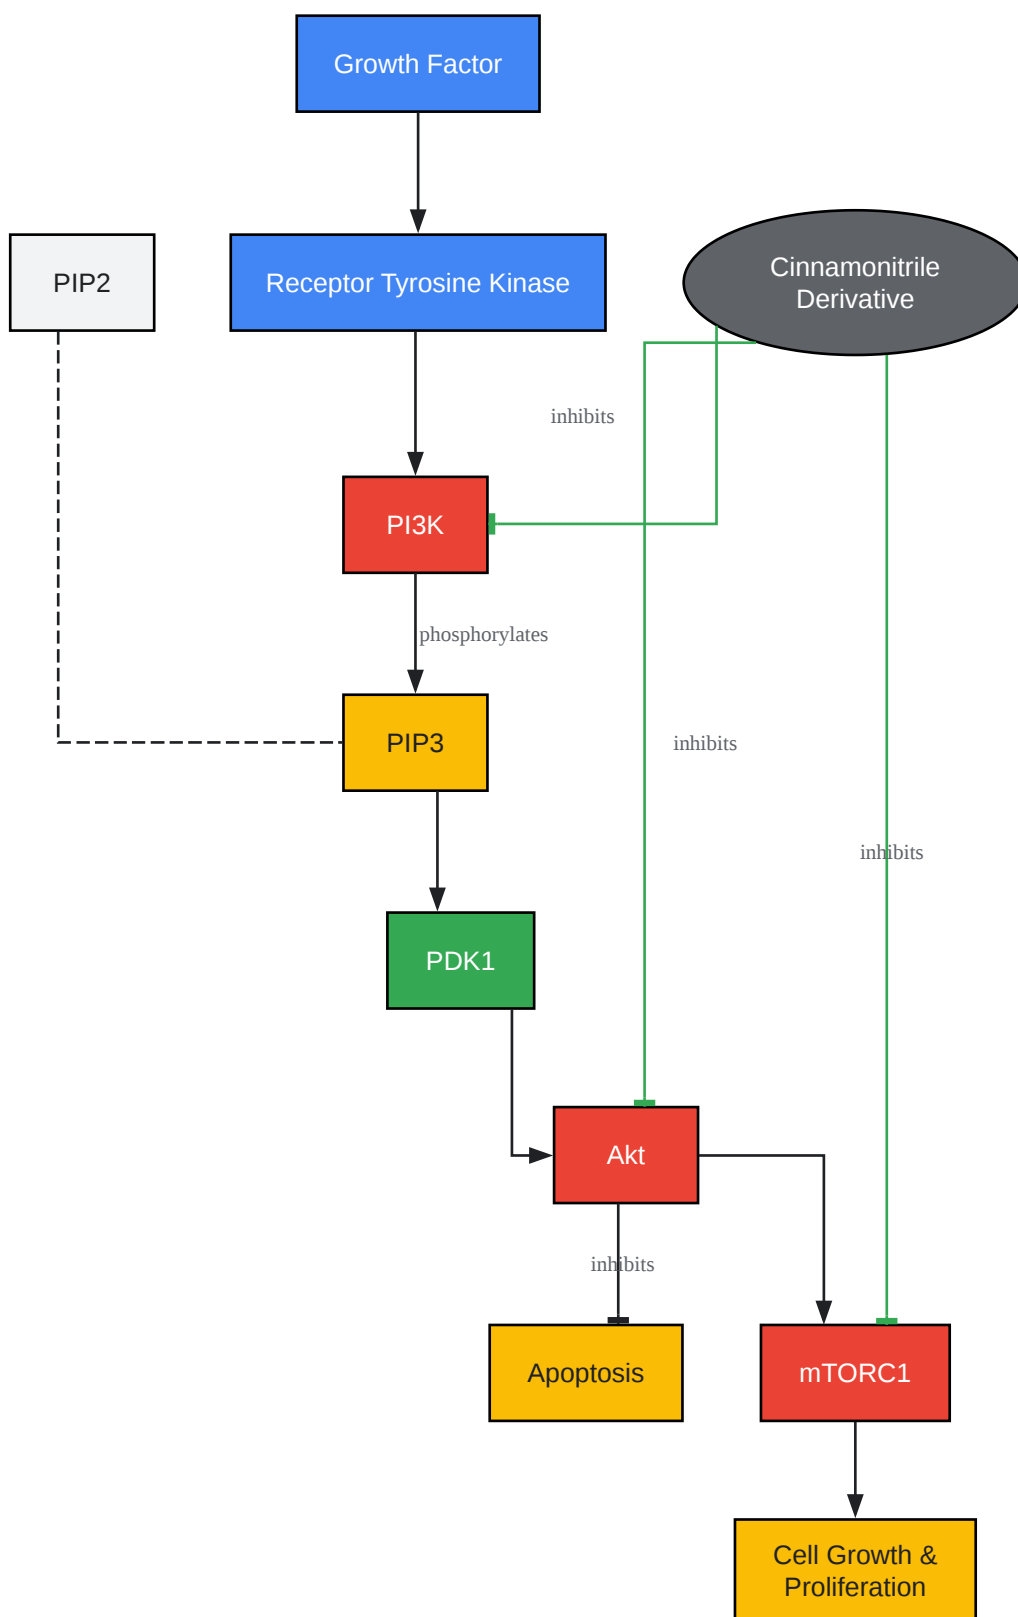 Growth Factor
PIP2
Receptor Tyrosine Kinase
Cinnamonitrile
Derivative
inhibits
PI3K
phosphorylates
PIP3
inhibits
inhibits
PDK1
Akt
inhibits
Apoptosis
mTORC1
Cell Growth &
Proliferation